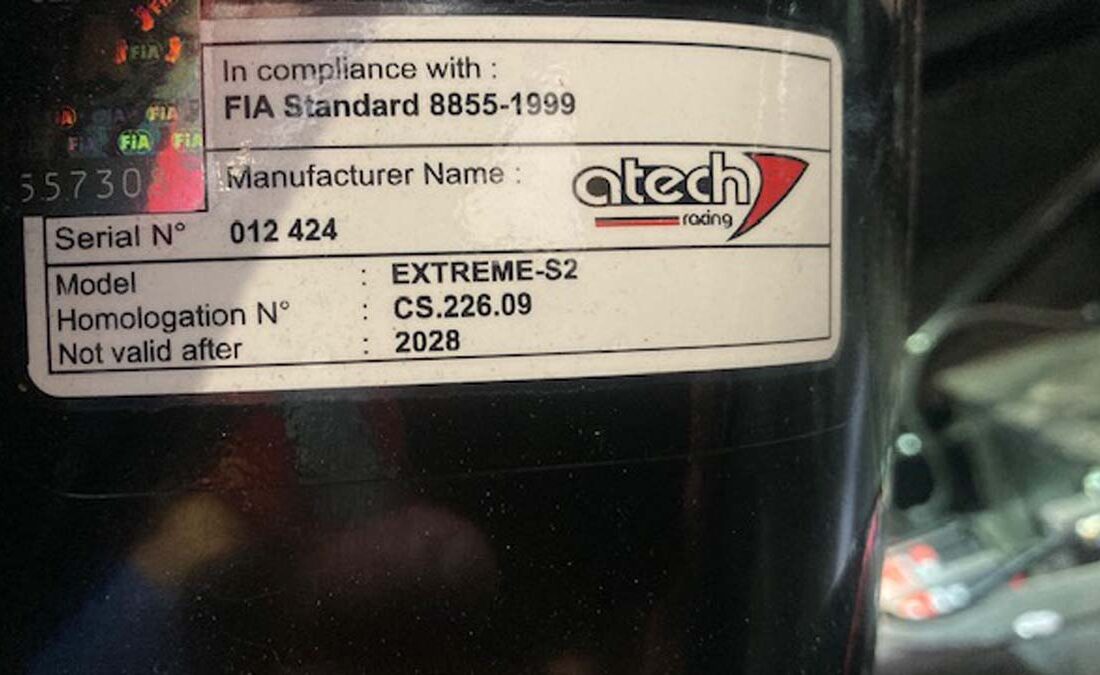 FiA
FiA FiA
FiA FiA
In compliance with :
FIA Standard 8855-1999
Manufacturer Name :
atech
racing
Serial N° 012 424
Model : EXTREME-S2
Homologation N° : CS.226.09
Not valid after : 2028